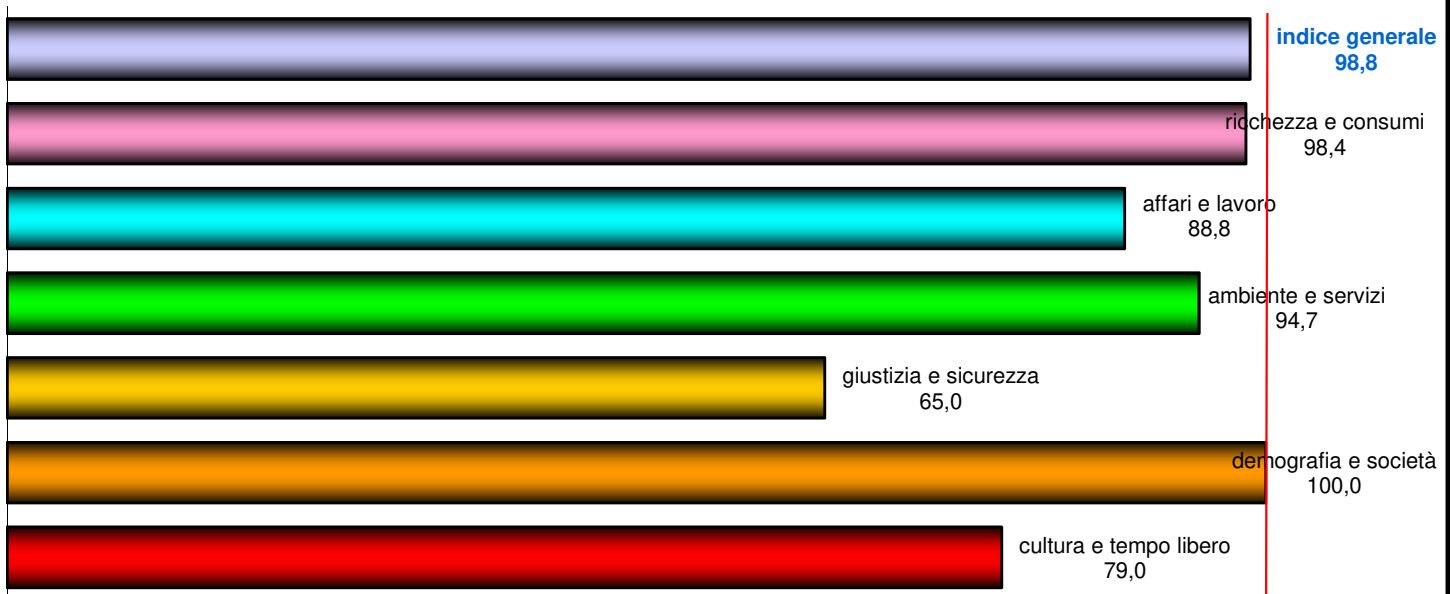 indice generale
98,8
ricchezza e consumi
98,4
affari e lavoro
88,8
ambiente e servizi
94,7
giustizia e sicurezza
65,0
demografia e società
100,0
cultura e tempo libero
79,0